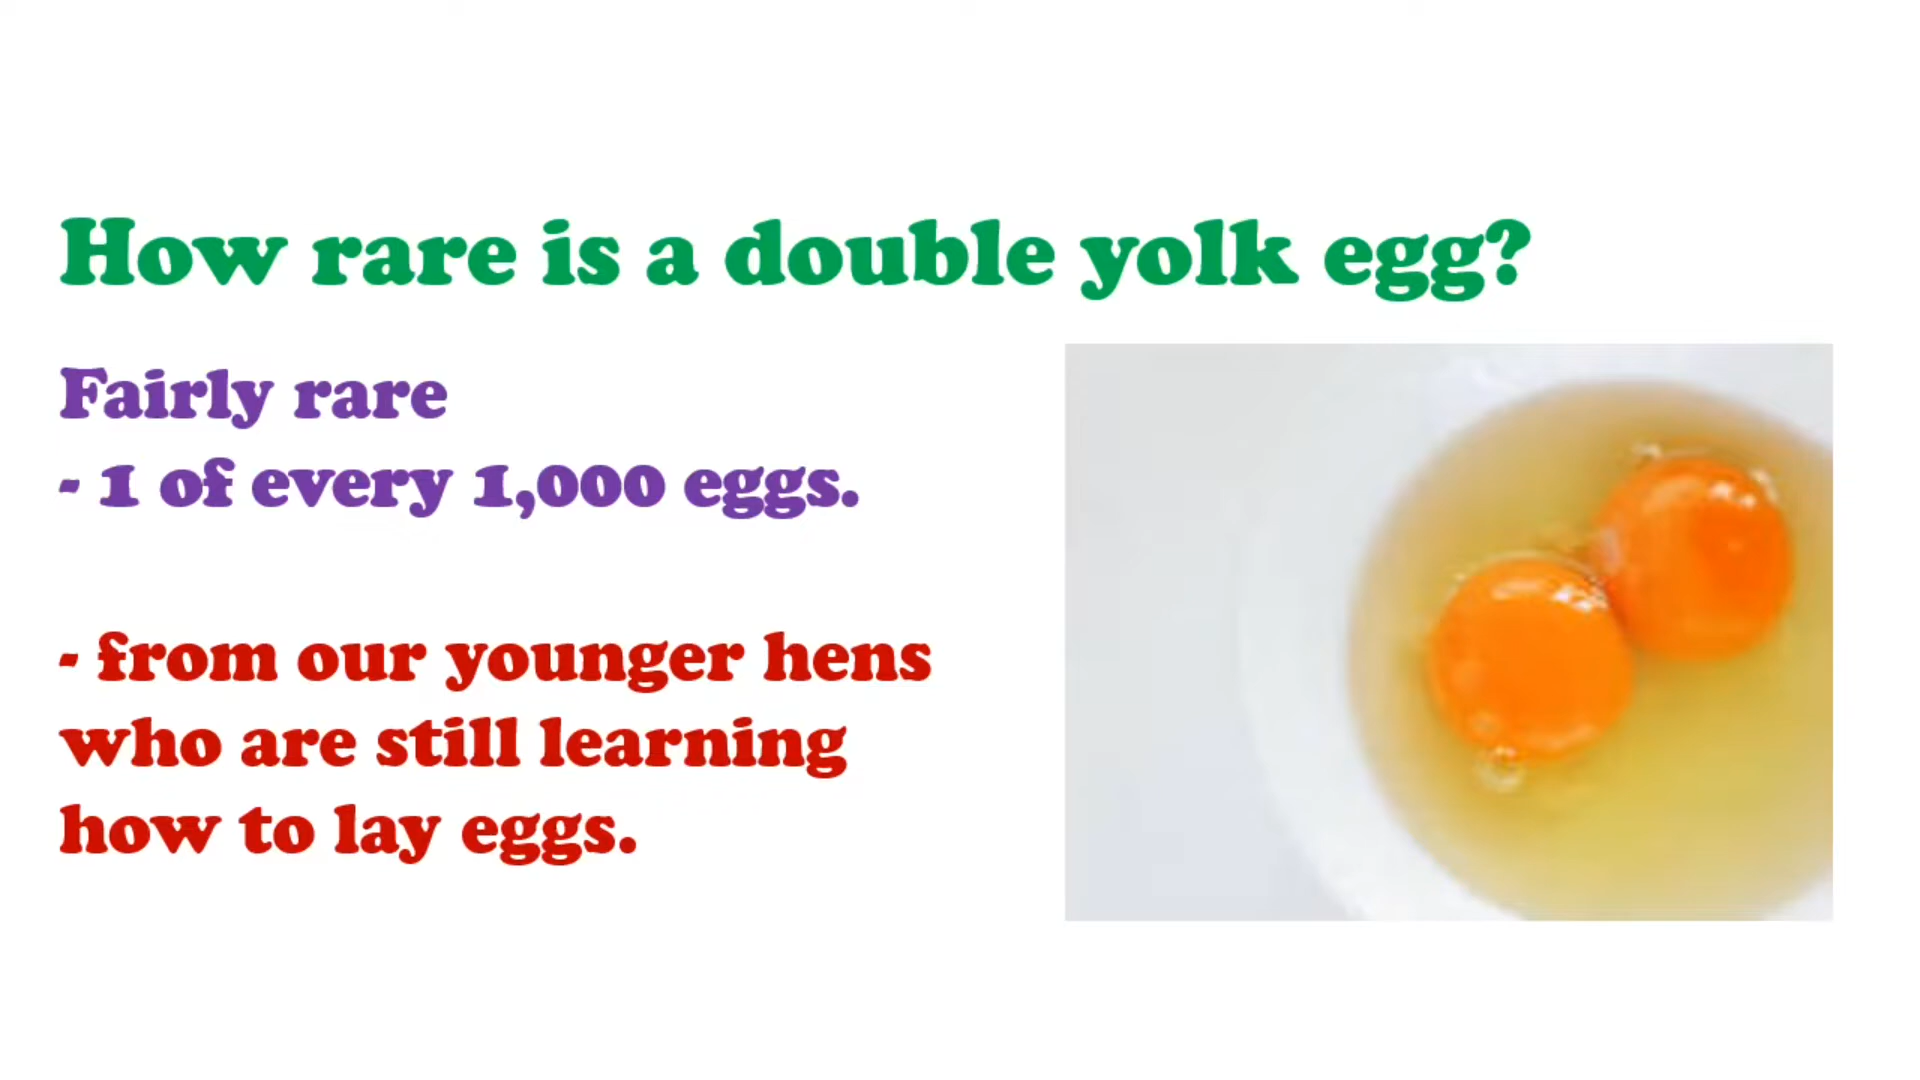 How rare is a double yolk egg?
Fairly rare
- 1 of every 1,000 eggs.
- from our younger hens
who are still learning
how to lay eggs.